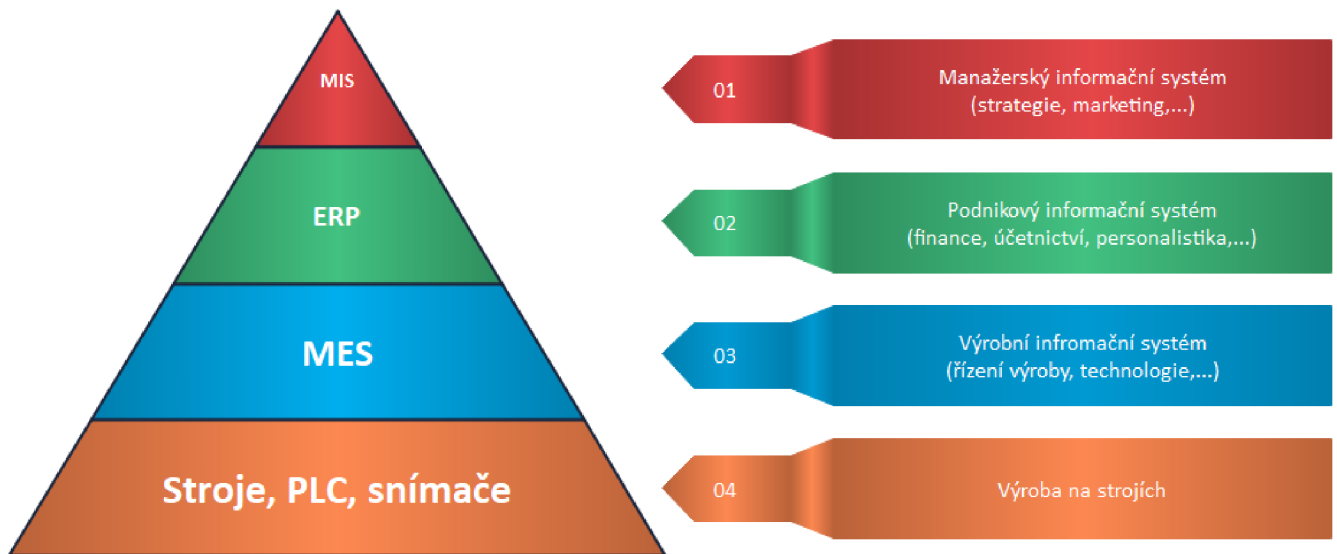 MIS
01
Manažerský informační systém
(strategie, marketing,...)
ERP
02
Podnikový informační systém
(finance, účetnictví, personalistika,...)
MES
03
Výrobní infromační systém
(řízení výroby, technologie,...)
Stroje, PLC, snímače
04
Výroba na strojích